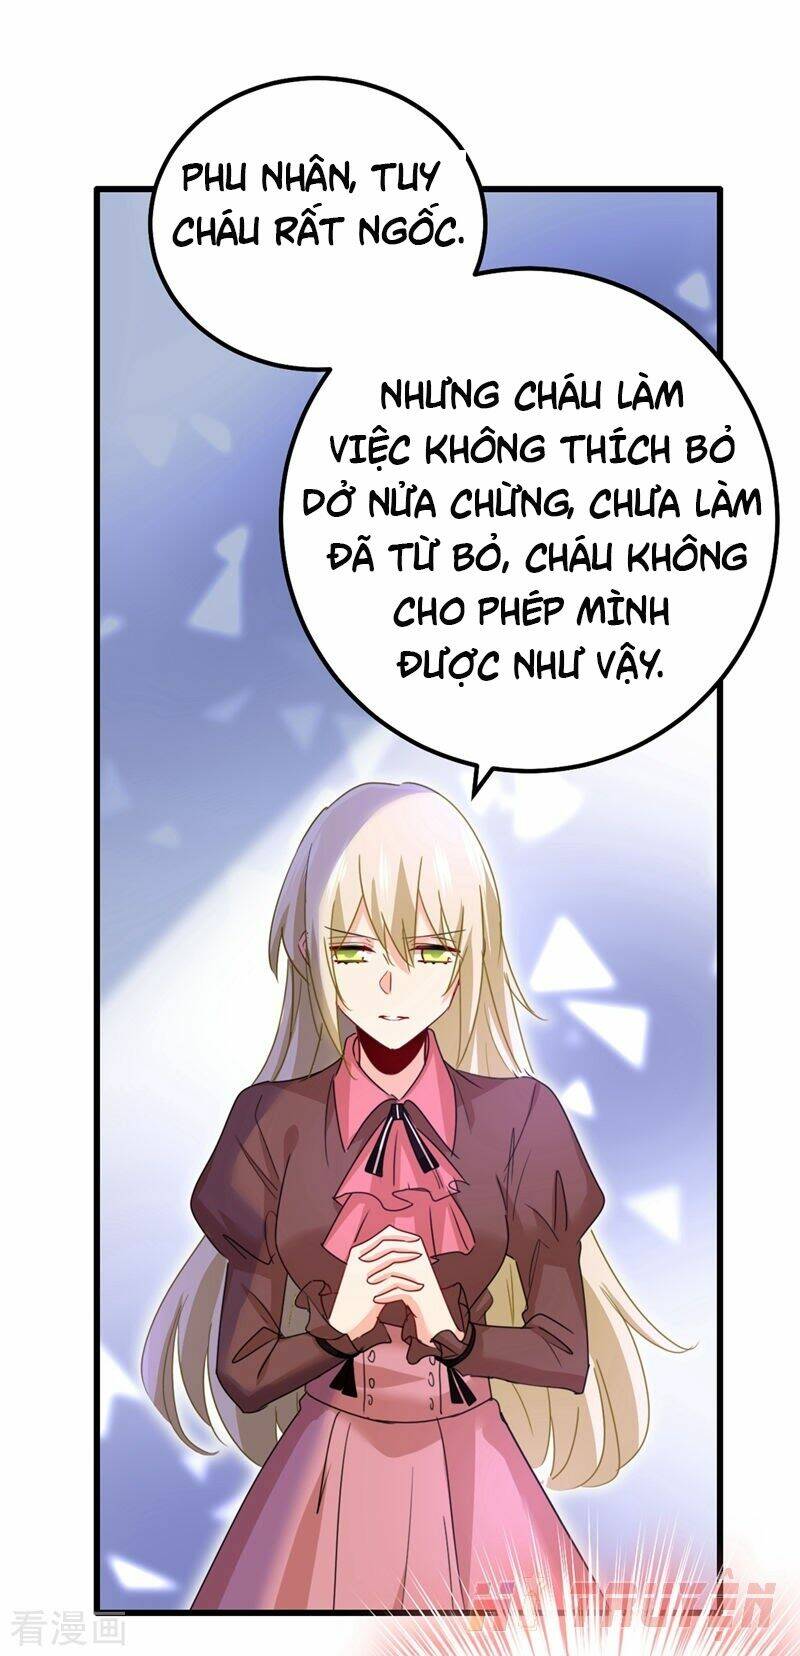 PHU NHÂN, TUY
CHÁU RẤT NGỐC.
NHƯNG CHÁU LÀM
VIỆC KHÔNG THÍCH BỎ
DỞ NỬA CHỪNG, CHƯA LÀM
ĐÃ TỪ BỎ, CHÁU KHÔNG
CHO PHÉP MÌNH
ĐƯỢC NHƯ VẬY.
TRUYỆN
看漫画